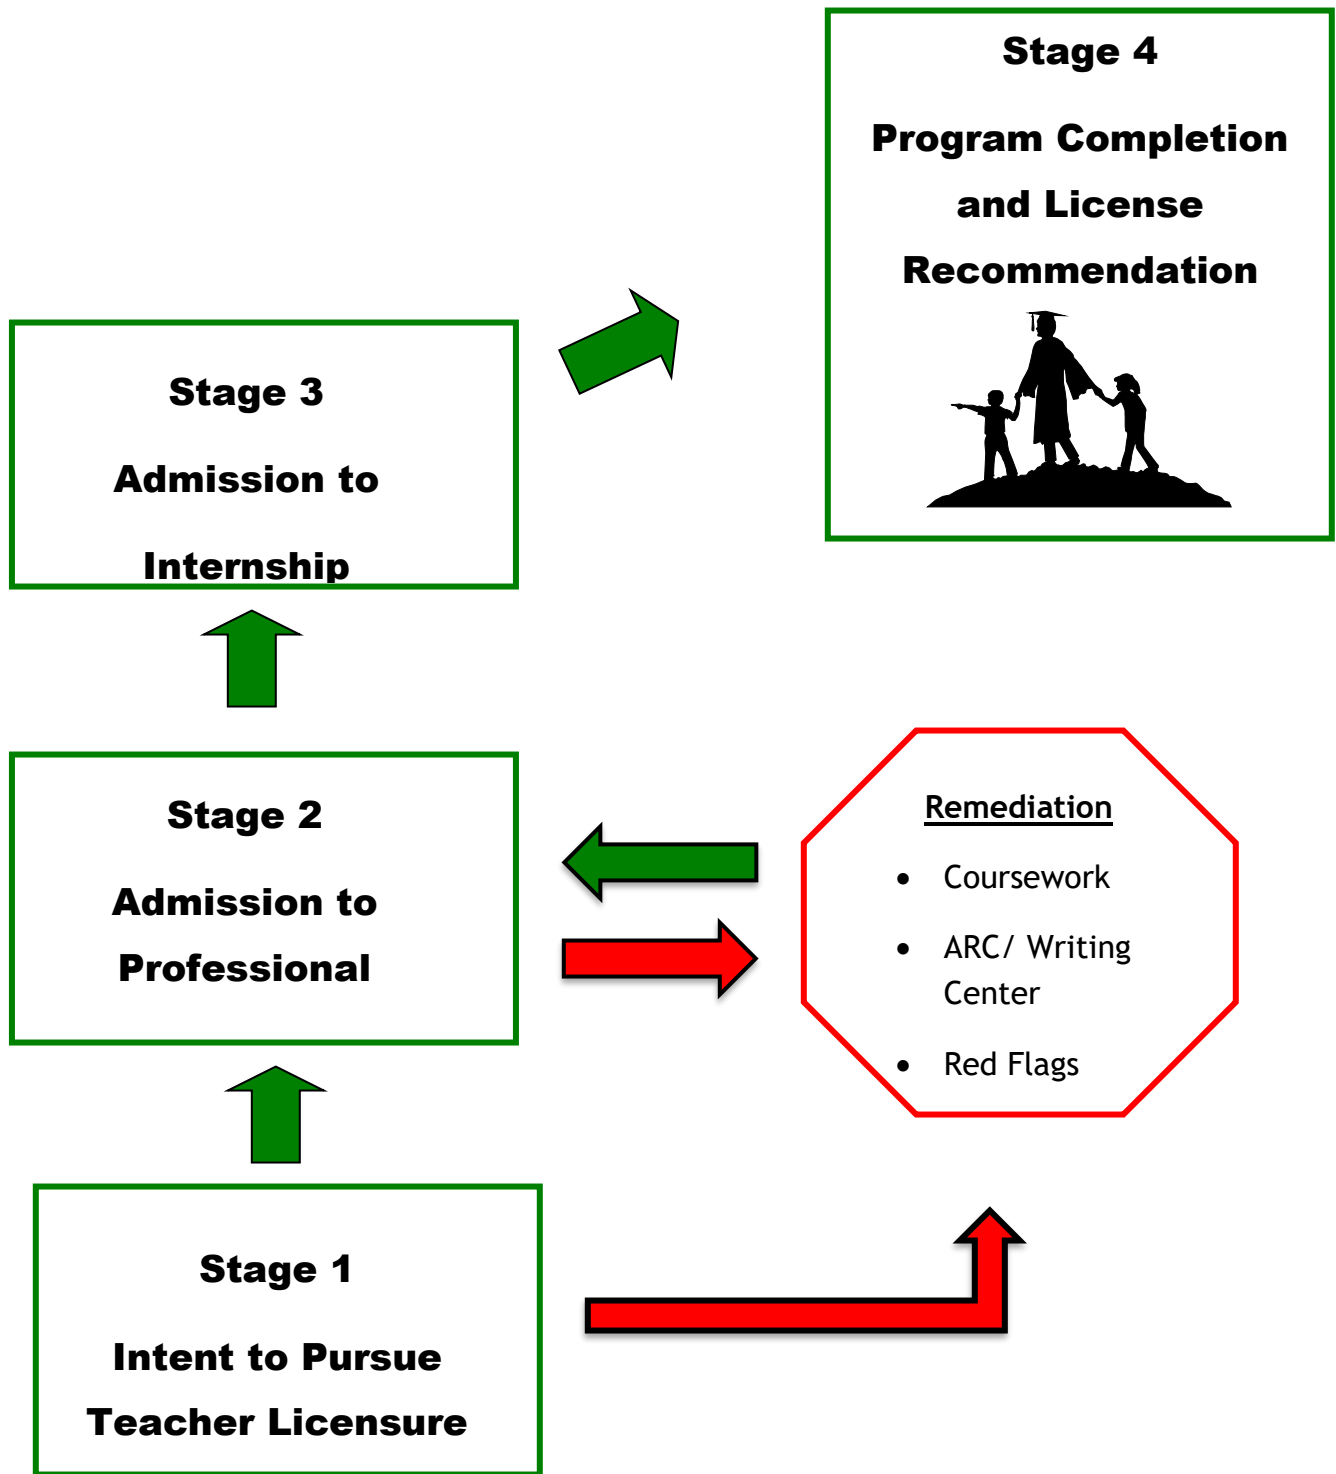 Stage 4
Program Completion
and License
Recommendation
Stage 3
Admission to
Internship
Stage 2
Admission to
Professional
Remediation
• Coursework
• ARC/ Writing
Center
• Red Flags
Stage 1
Intent to Pursue
Teacher Licensure